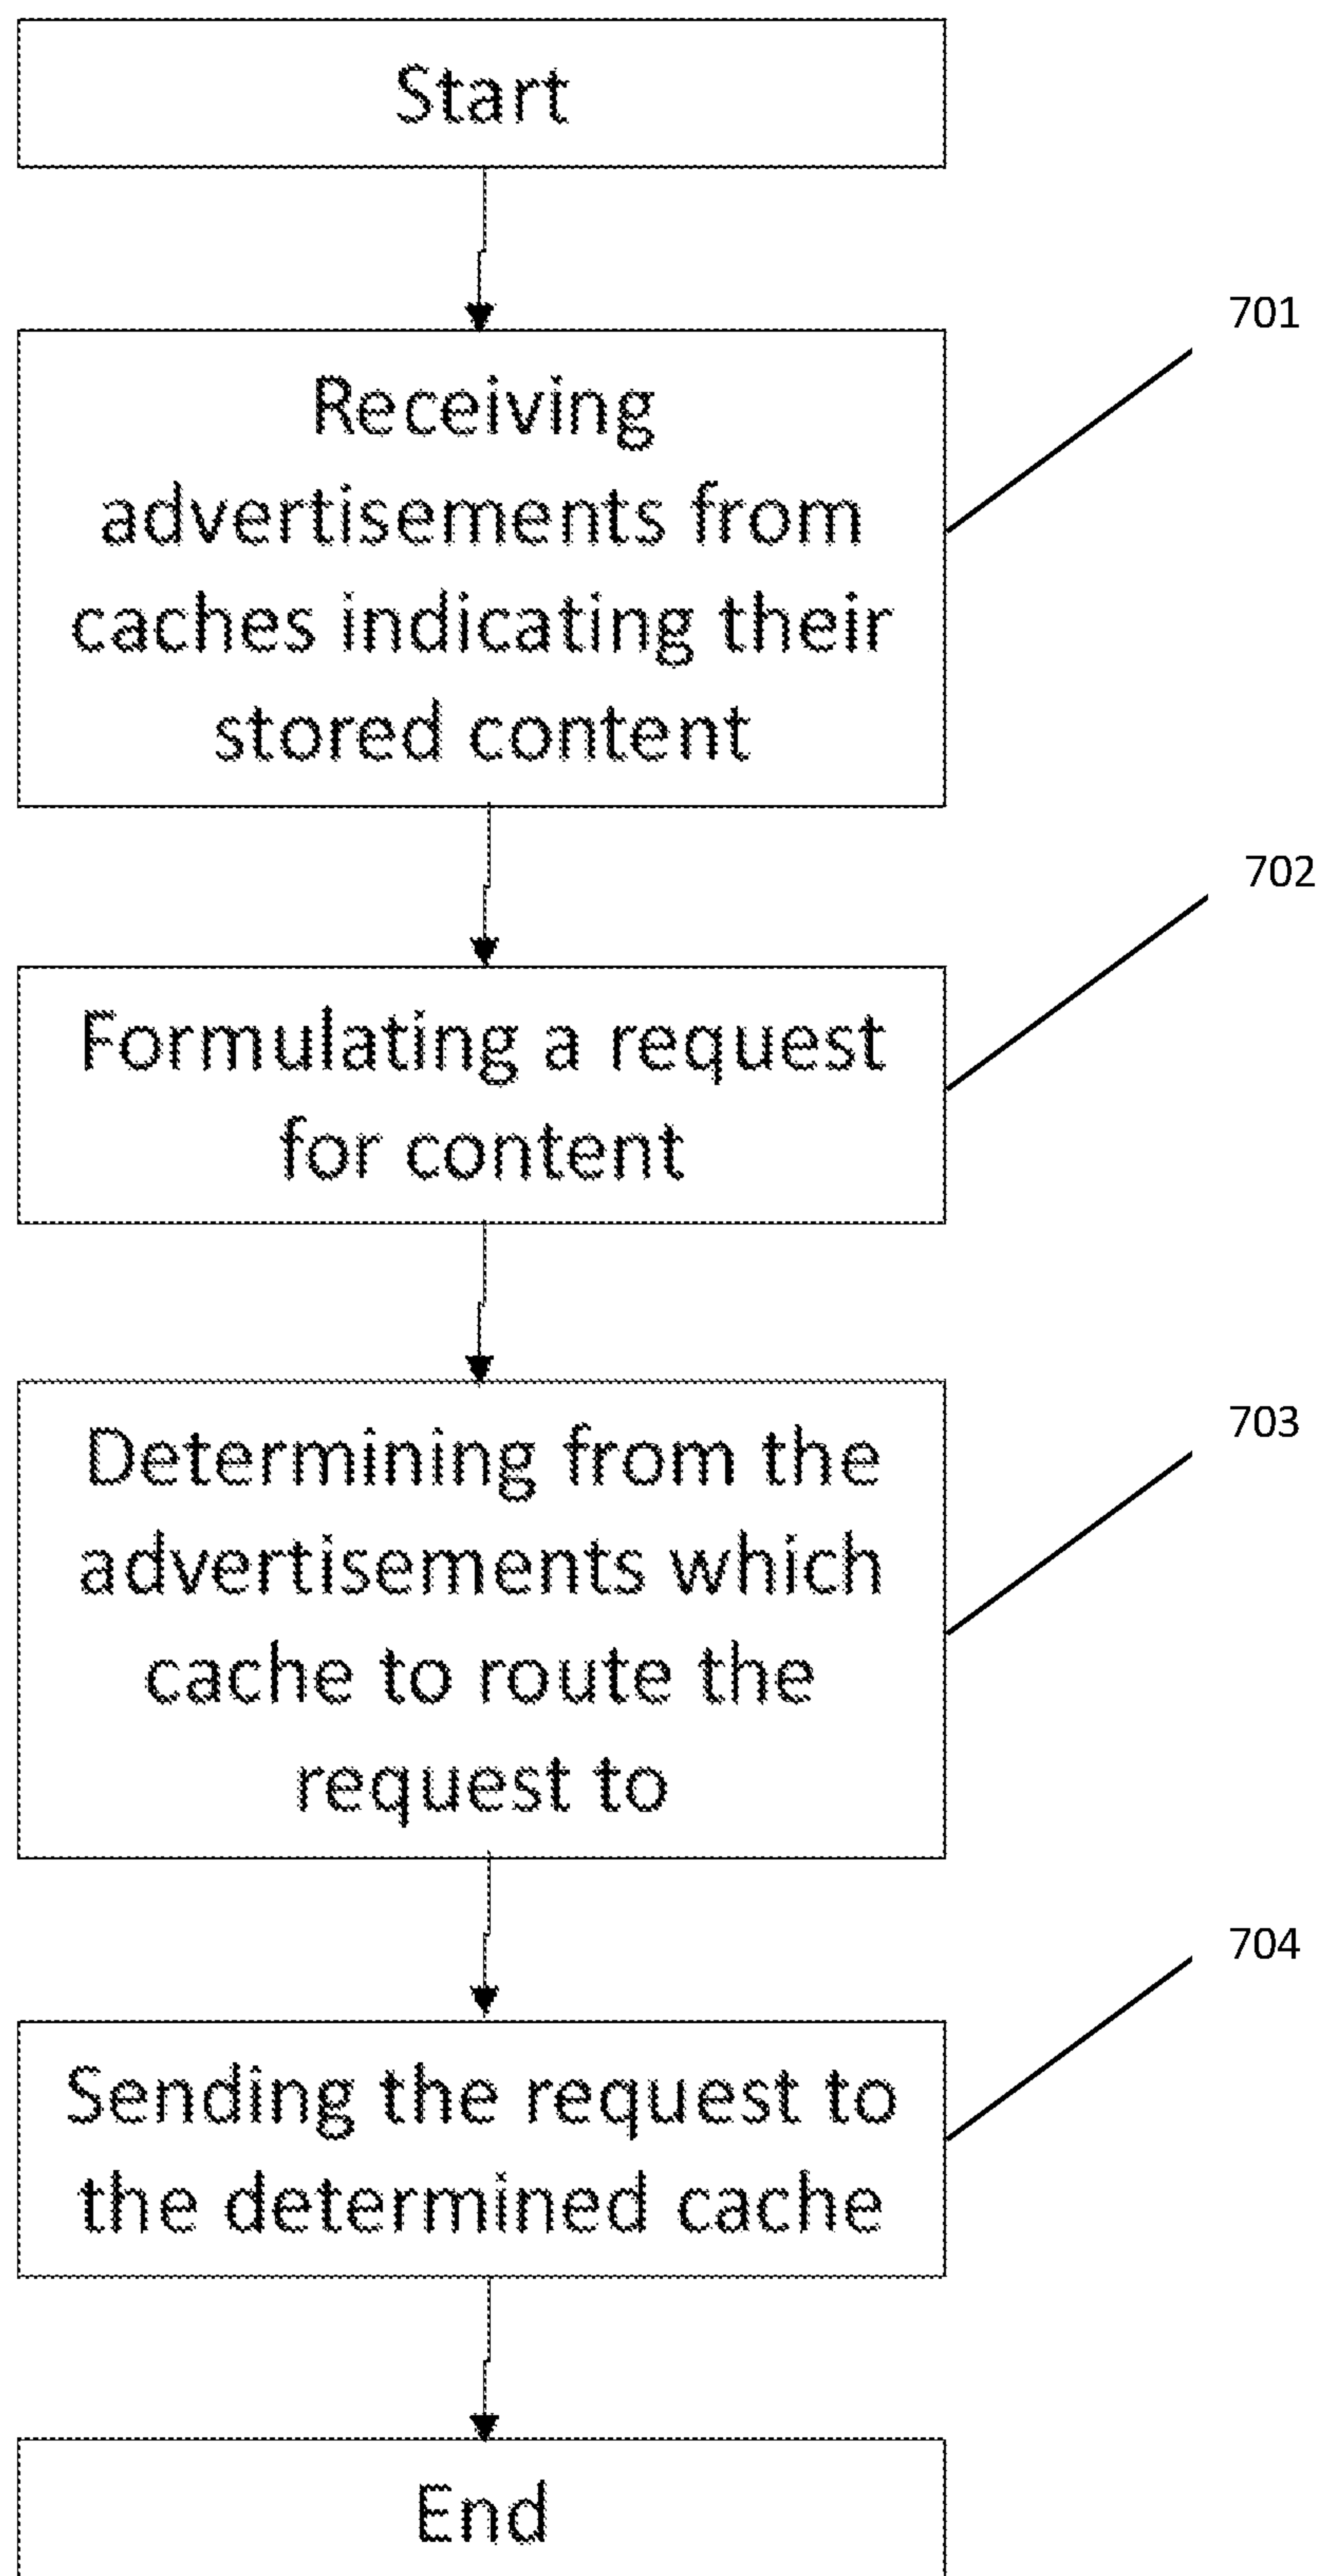 Start
701
Receiving
advertisements from
caches indicating their
stored content
702
Formulating a request
for content
703
Determining from the
advertisements which
cache to route the
request to
704
Sending the request to
the determined cache
End